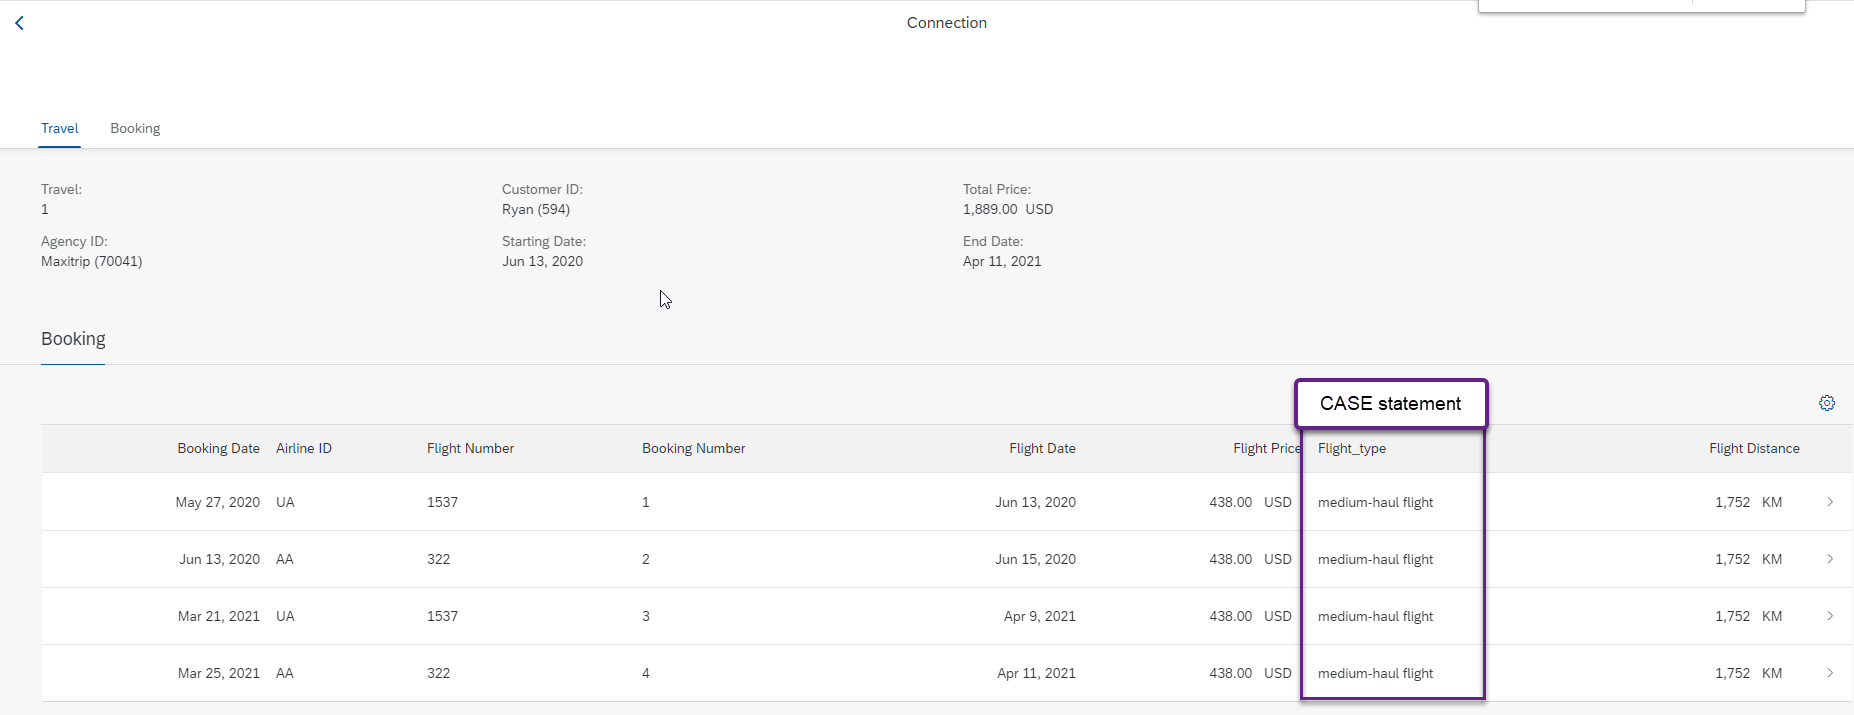 Connection
Travel Booking
Travel: Customer ID: Total Price:
1 Ryan (594) 1,889.00 USD
Agency ID: Starting Date: End Date:
Maxitrip (70041) Jun 13, 2020 Apr 11, 2021
Booking
CASE statement
Booking Date Airline ID Flight Number Booking Number Flight Date Flight Price Flight_type Flight Distance
May 27, 2020 UA 1537 1 Jun 13, 2020 438.00 USD medium-haul flight 1,752 KM
Jun 13, 2020 AA 322 2 Jun 15, 2020 438.00 USD medium-haul flight 1,752 KM
Mar 21, 2021 UA 1537 3 Apr 9, 2021 438.00 USD medium-haul flight 1,752 KM
Mar 25, 2021 AA 322 4 Apr 11, 2021 438.00 USD medium-haul flight 1,752 KM